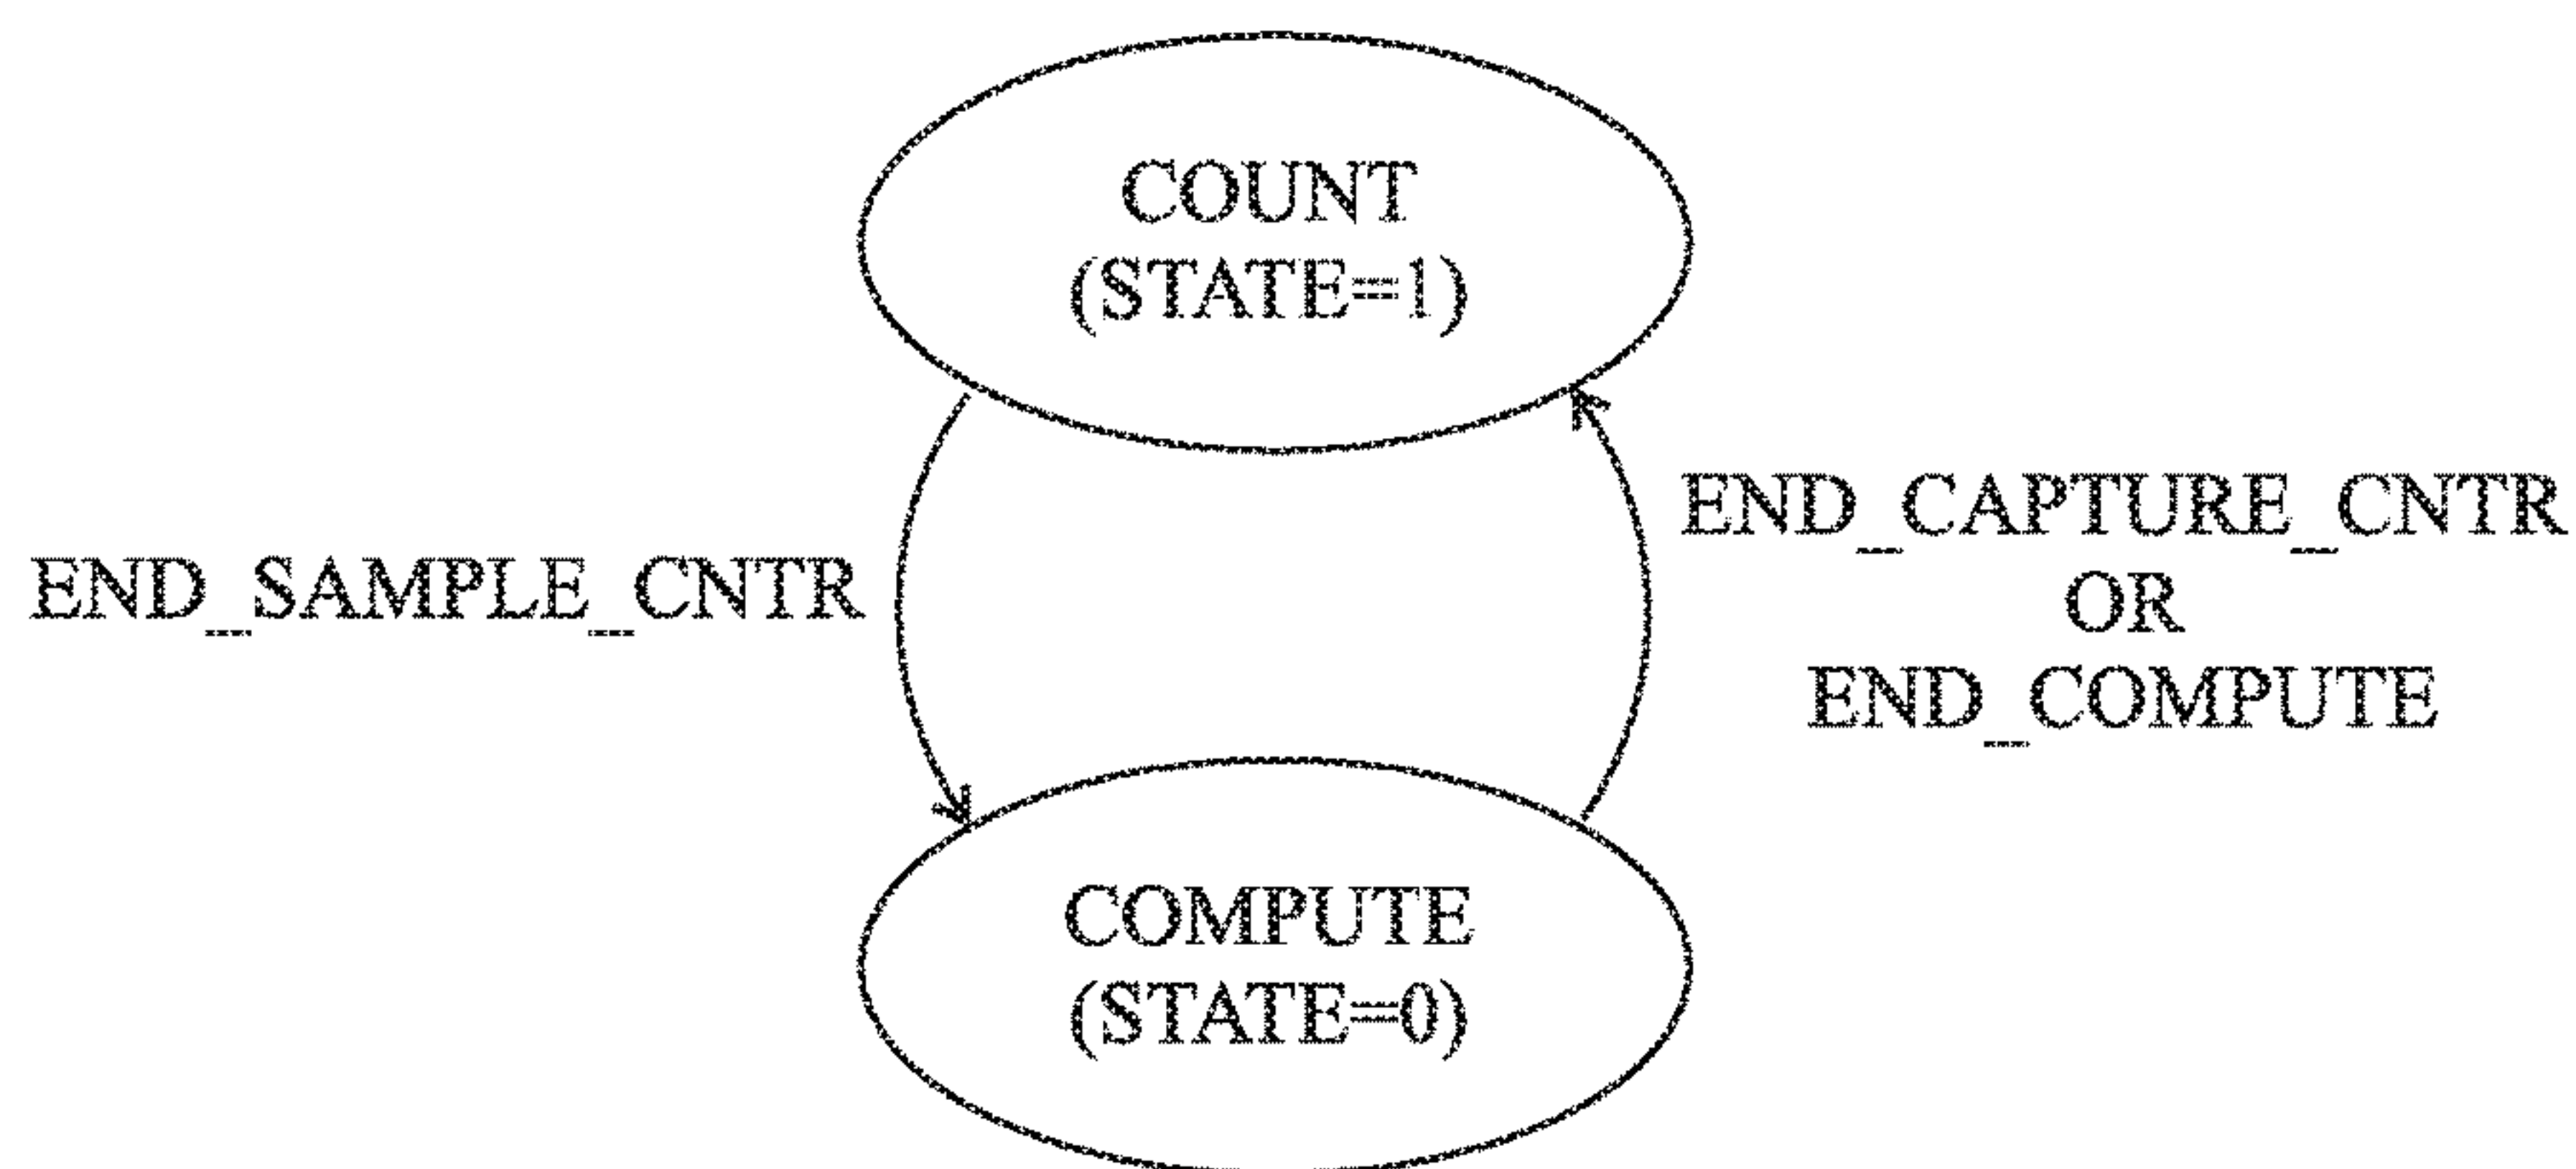 COUNT
(STATE=1)
END_SAMPLE_CNTR
END_CAPTURE_CNTR
OR
END_COMPUTE
COMPUTE
(STATE=0)